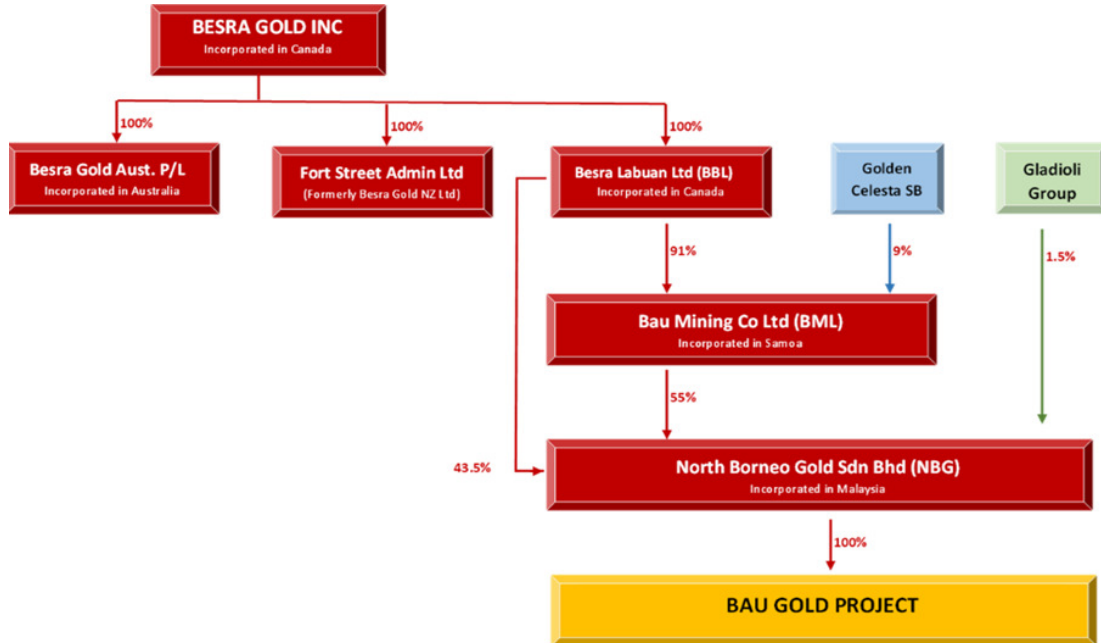 BESRA GOLD INC
Incorporated in Canada
100%
100%
100%
Besra Gold Aust. P/L
Incorporated in Australia
Fort Street Admin Ltd
(Formerly Besra Gold NZ Ltd)
Besra Labuan Ltd (BBL)
Incorporated in Canada
Golden
Celesta SB
Gladioli
Group
91%
9%
1.5%
Bau Mining Co Ltd (BML)
Incorporated in Samoa
55%
43.5%
North Borneo Gold Sdn Bhd (NBG)
Incorporated in Malaysia
100%
BAU GOLD PROJECT